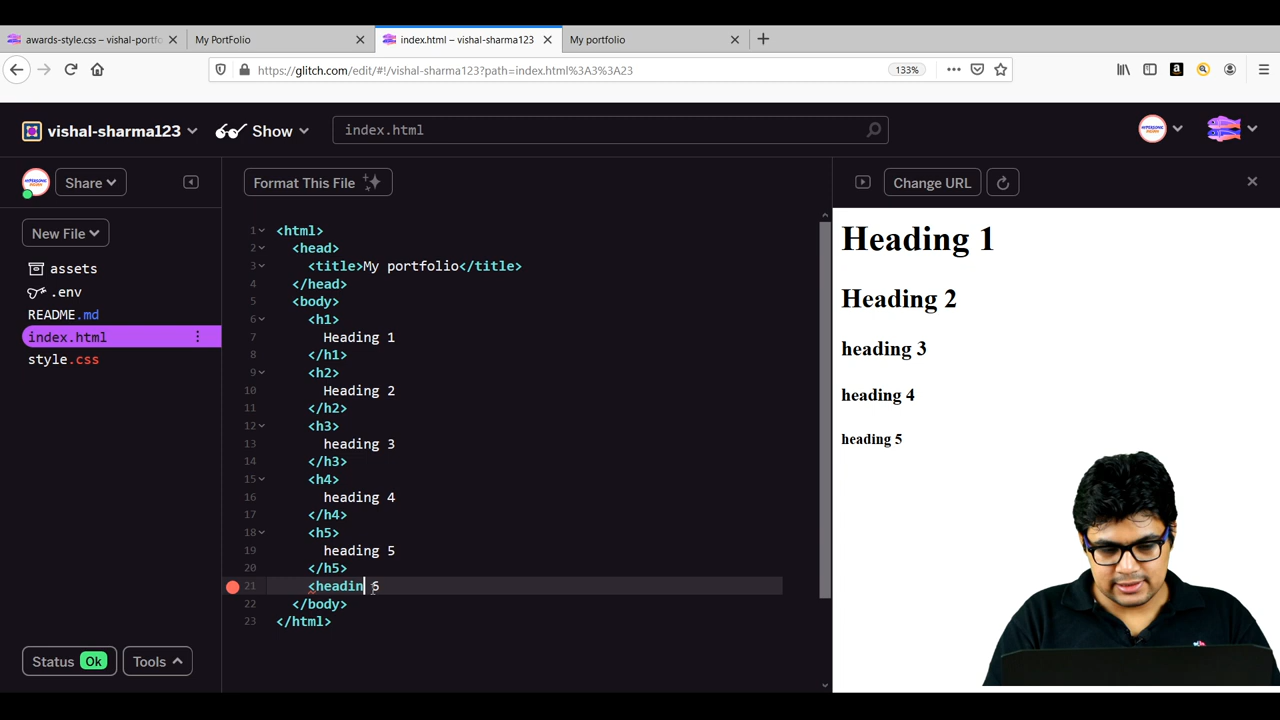 awards-style.css – vishal-portfo
My PortFolio
index.html – vishal-sharma123
My portfolio
https://glitch.com/edit/#!/vishal-sharma123?path=index.html%3A3%3A23
133%
vishal-sharma123
Show
index.html
Share
Format This File
Change URL
New File
assets
.env
README.md
index.html
style.css
1 <html>
2 <head>
3 <title>My portfolio</title>
4 </head>
5 <body>
6 <h1>
7 Heading 1
8 </h1>
9 <h2>
10 Heading 2
11 </h2>
12 <h3>
13 heading 3
14 </h3>
15 <h4>
16 heading 4
17 </h4>
18 <h5>
19 heading 5
20 </h5>
21 <headin 5
22 </body>
23 </html>
Heading 1
Heading 2
heading 3
heading 4
heading 5
Status Ok
Tools